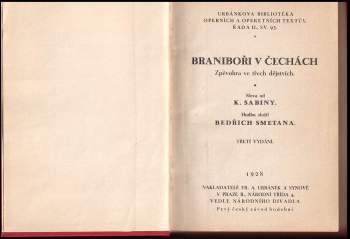 URBÁNKOVA BIBLIOTÉKA
OPERNÍCH A OPERETNÍCH TEXTŮ.
ŘADA II., SV. 97.
BRANIBOŘI V ČECHÁCH
Zpěvohra ve třech dějstvích.
Slova od
K. SABINY.
Hudbu složil
BEDŘICH SMETANA.
TŘETÍ VYDÁNÍ.
1928
NAKLADATELÉ FR. A. URBÁNEK A SYNOVÉ
V PRAZE II., NÁRODNÍ TŘÍDA 4,
VEDLE NÁRODNÍHO DIVADLA.
Prvý český závod hudební